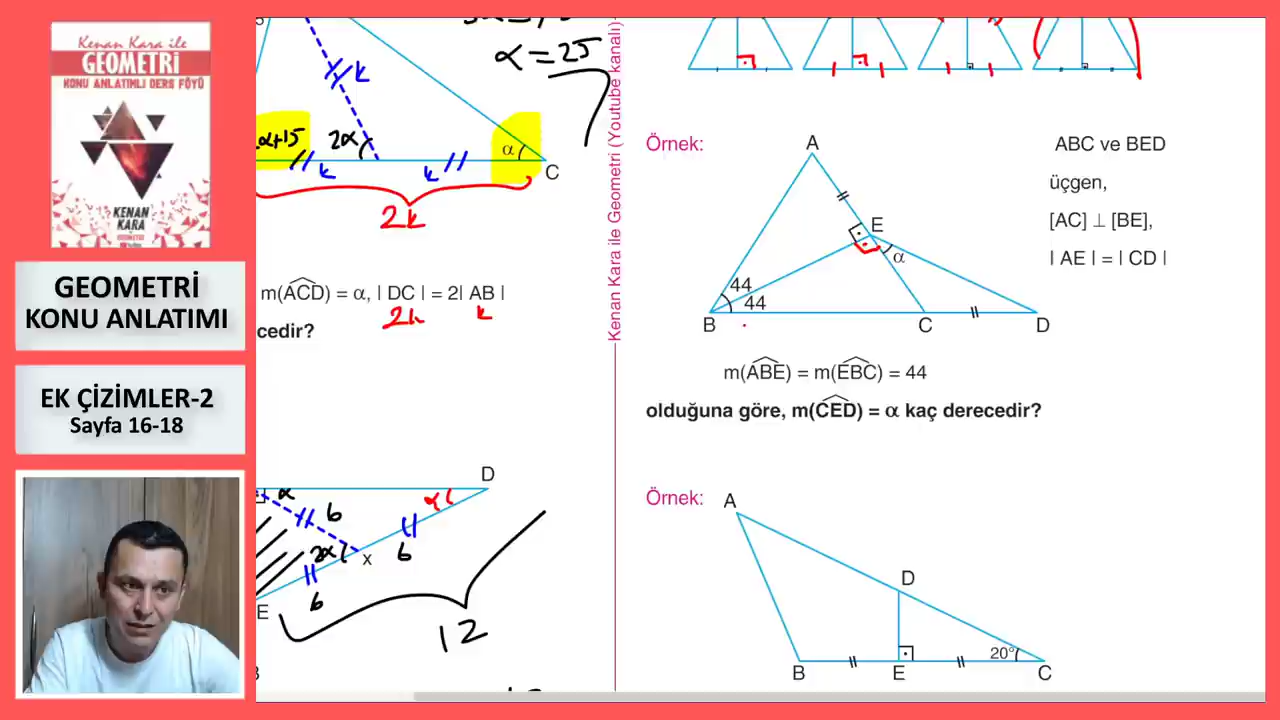 Kenan Kara ile
GEOMETRİ
KONU ANLATIMLI DERS FÖYÜ
KENAN
KARA
GEOMETRİ
KONU ANLATIMI
EK ÇİZİMLER-2
Sayfa 16-18
α = 25
k
α+15
2α
α
k
k
C
2k
m(ACD) = α, | DC | = 2| AB |
2k
k
cedir?
D
α
6
α
2α
x
6
E
6
12
Kenan Kara ile Geometri (Youtube kanalı)
Örnek:
A
E
α
44
44
B
C
D
ABC ve BED
üçgen,
[AC] ⊥ [BE],
| AE | = | CD |
m(ABE) = m(EBC) = 44
olduğuna göre, m(CED) = α kaç derecedir?
Örnek:
A
D
20°
B
E
C